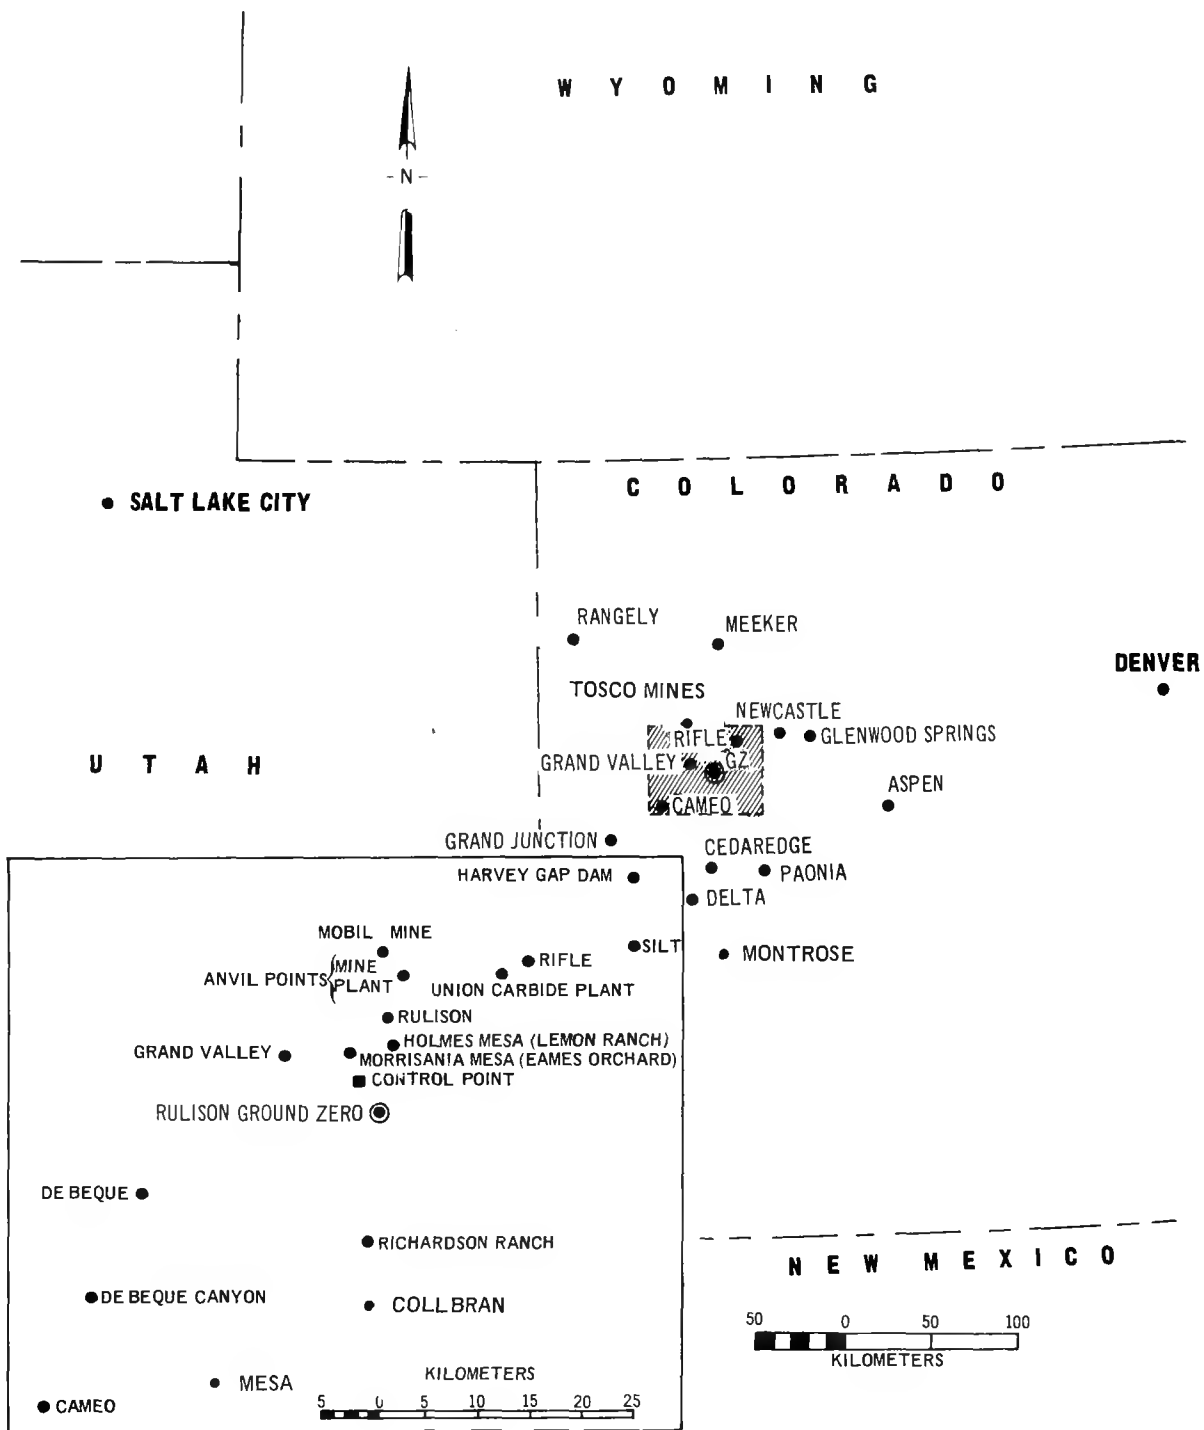 WYOMING
- N -
COLORADO
SALT LAKE CITY
RANGELY
MEEKER
DENVER
TOSCO MINES
NEWCASTLE
RIFLE
GLENWOOD SPRINGS
UTAH
GRAND VALLEY
GZ
ASPEN
CAMEO
GRAND JUNCTION
CEDAREDGE
PAONIA
DELTA
MONTROSE
HARVEY GAP DAM
MOBIL MINE
SILT
RIFLE
ANVIL POINTS { MINE
PLANT
UNION CARBIDE PLANT
RULISON
HOLMES MESA (LEMON RANCH)
GRAND VALLEY
MORRISANIA MESA (EAMES ORCHARD)
CONTROL POINT
RULISON GROUND ZERO
DE BEQUE
RICHARDSON RANCH
NEW MEXICO
DE BEQUE CANYON
COLLBRAN
50 0 50 100
KILOMETERS
MESA
KILOMETERS
5 0 5 10 15 20 25
CAMEO